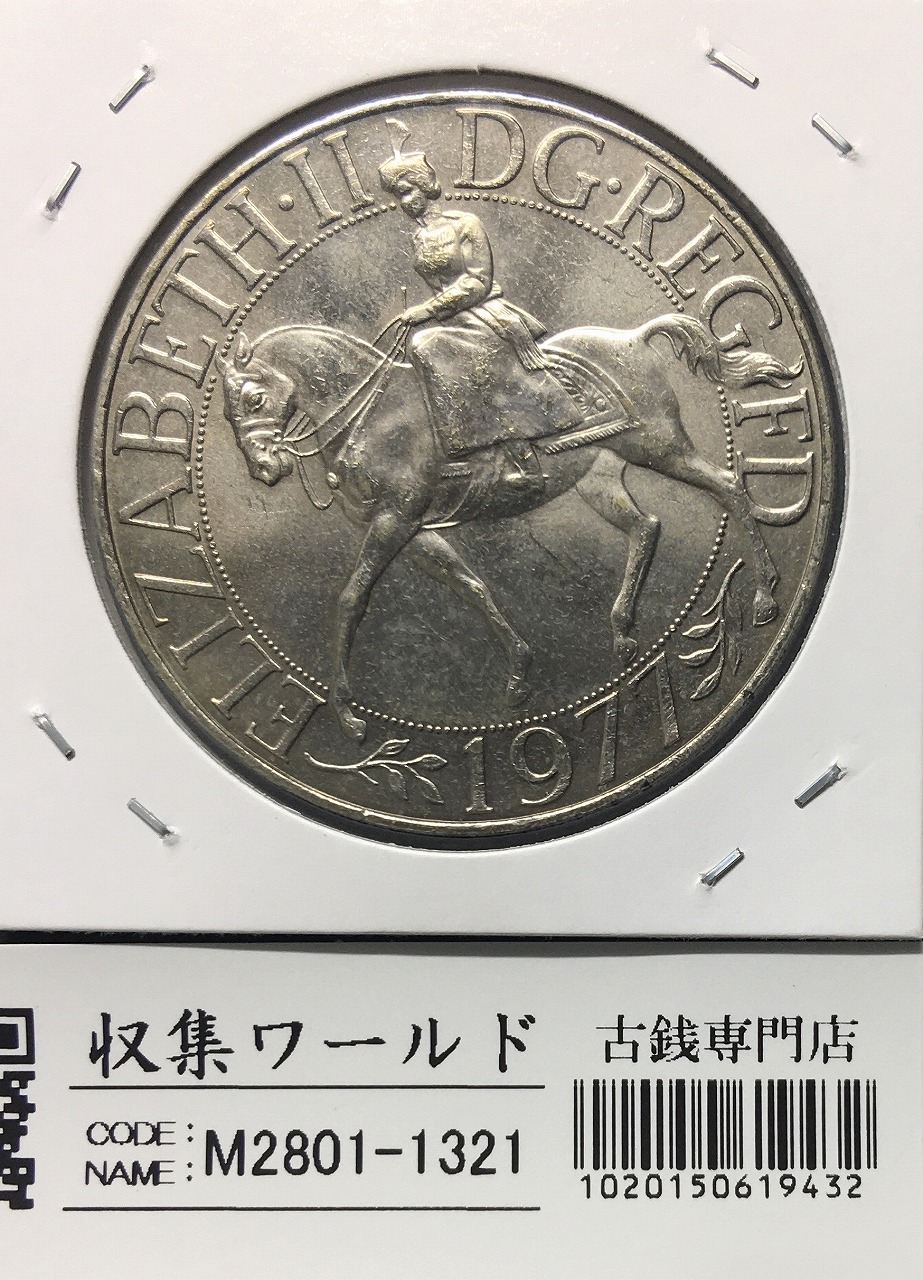 ELIZABETH·II DG·REG FD 1977
収集ワールド
古銭専門店
CODE:
NAME:
M2801-1321
1020150619432